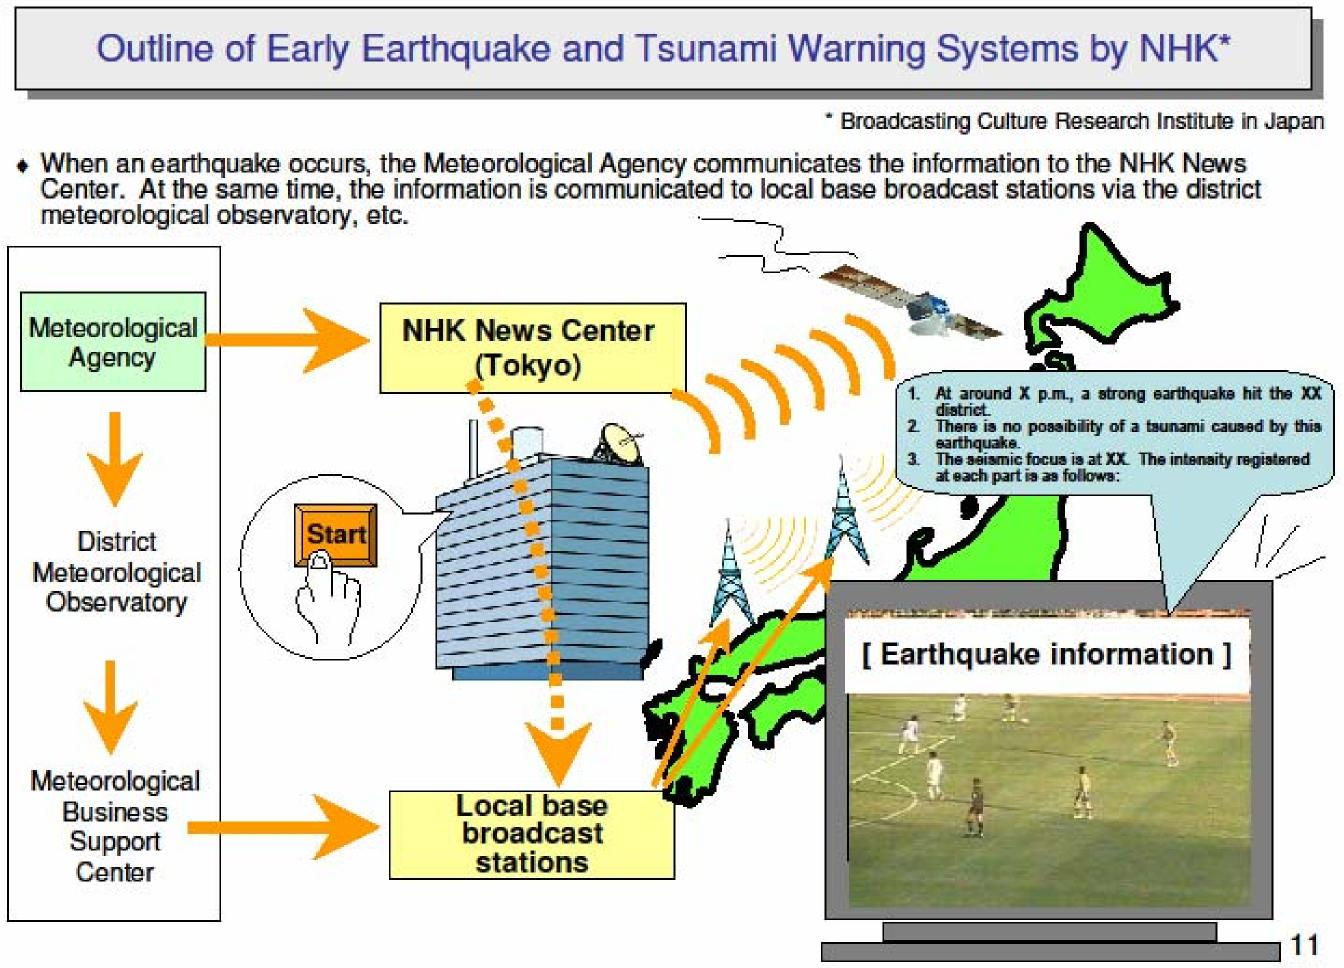 Outline of Early Earthquake and Tsunami Warning Systems by NHK*
* Broadcasting Culture Research Institute in Japan
♦ When an earthquake occurs, the Meteorological Agency communicates the information to the NHK News
Center. At the same time, the information is communicated to local base broadcast stations via the district
meteorological observatory, etc.
Meteorological
Agency
District
Meteorological
Observatory
Meteorological
Business
Support
Center
NHK News Center
(Tokyo)
Start
Local base
broadcast
stations
1. At around X p.m., a strong earthquake hit the XX
district.
2. There is no possibility of a tsunami caused by this
earthquake.
3. The seismic focus is at XX. The intensity registered
at each part is as follows:
[ Earthquake information ]
11